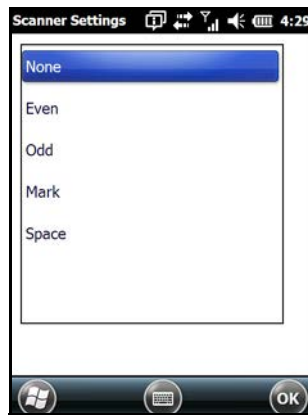 Scanner Settings 4:29
None
Even
Odd
Mark
Space
OK